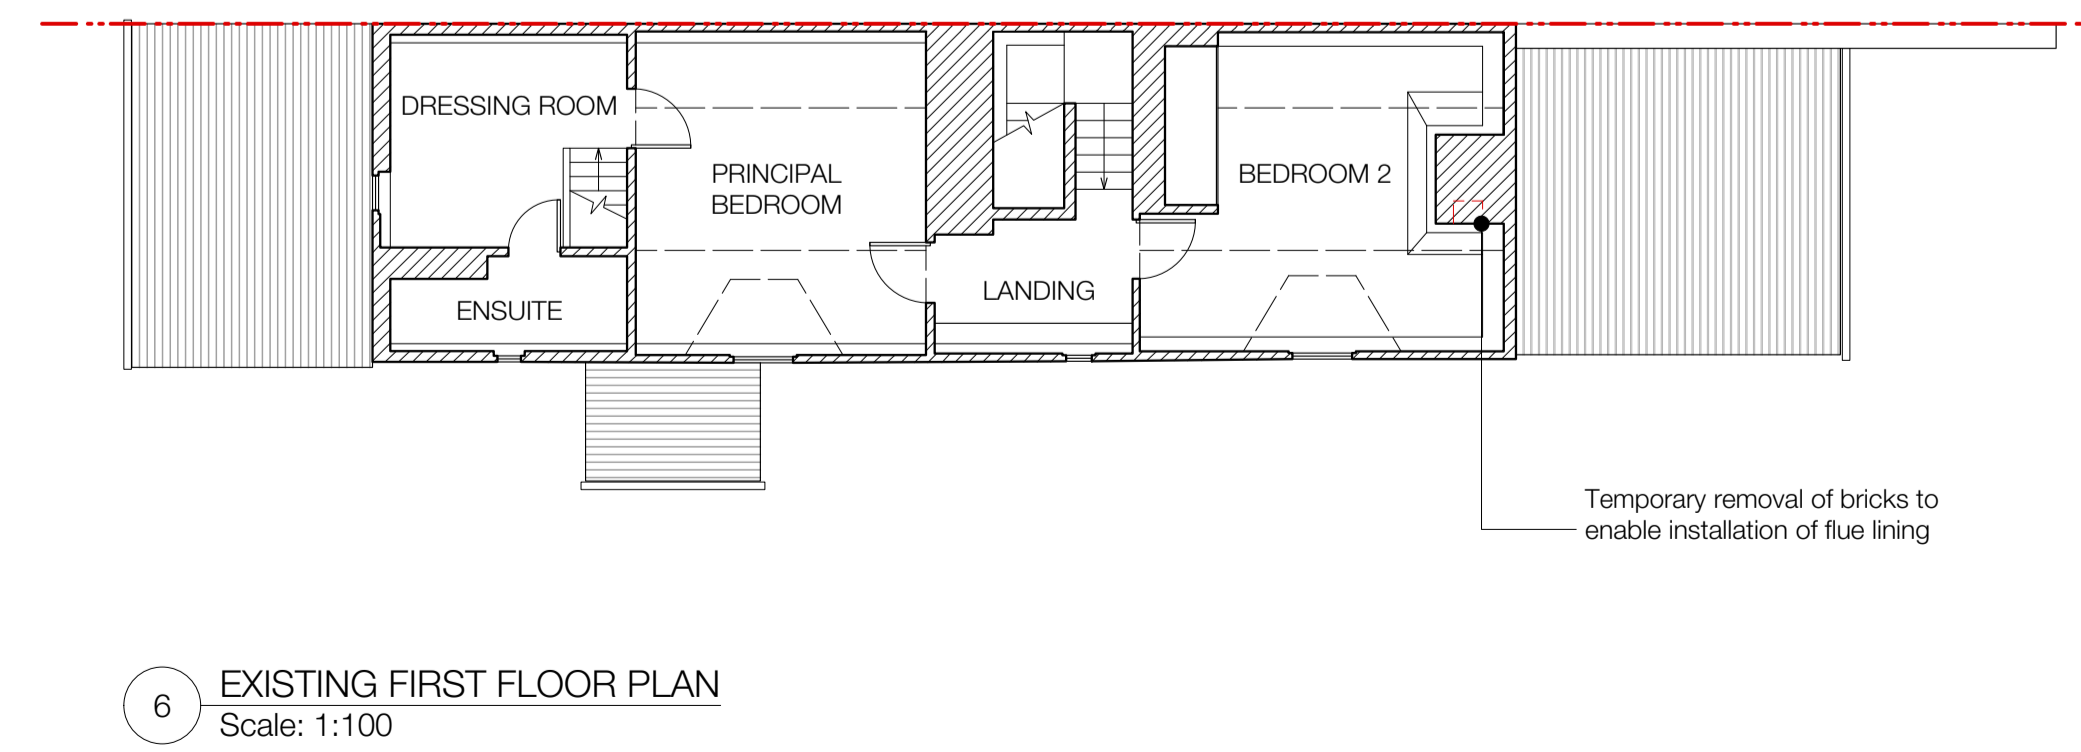 DRESSING ROOM
PRINCIPAL
BEDROOM
BEDROOM 2
LANDING
ENSUITE
Temporary removal of bricks to
enable installation of flue lining
6
EXISTING FIRST FLOOR PLAN
Scale: 1:100